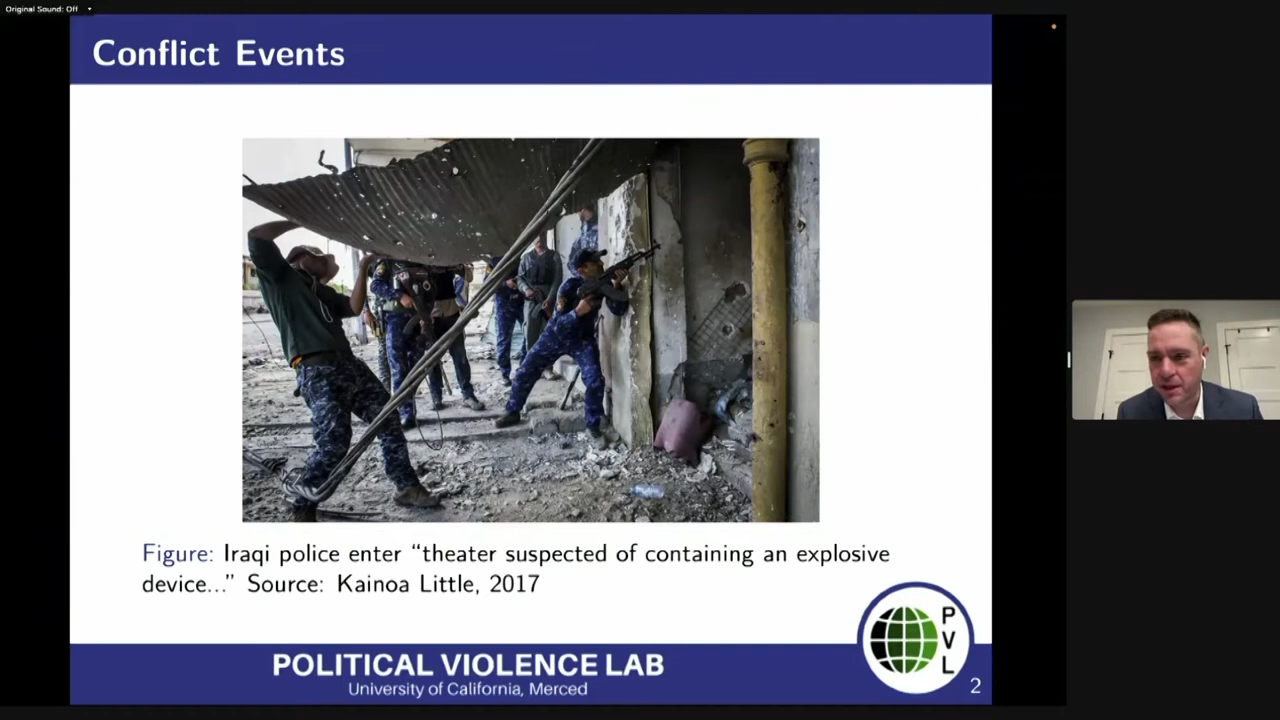 Original Sound: Off
Conflict Events
Figure: Iraqi police enter “theater suspected of containing an explosive
device...” Source: Kainoa Little, 2017
POLITICAL VIOLENCE LAB
University of California, Merced
P
V
L
2